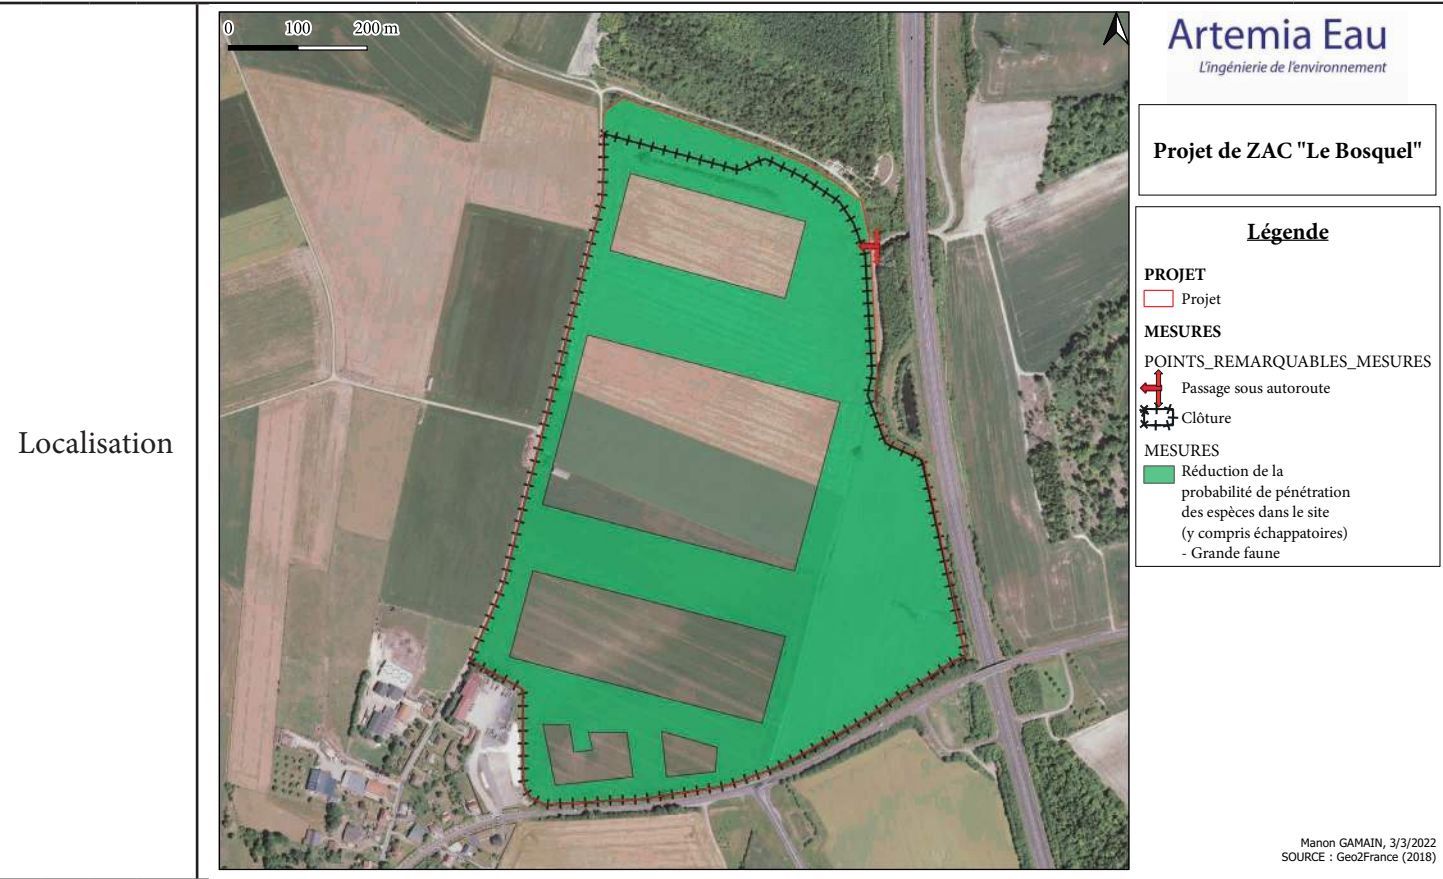 Localisation
0 100 200 m
Artemia Eau
L'ingénierie de l'environnement
Projet de ZAC "Le Bosquel"
Légende
PROJET
Projet
MESURES
POINTS_REMARQUABLES_MESURES
Passage sous autoroute
Clôture
MESURES
Réduction de la
probabilité de pénétration
des espèces dans le site
(y compris échappatoires)
- Grande faune
Manon GAMAIN, 3/3/2022
SOURCE : Geo2France (2018)